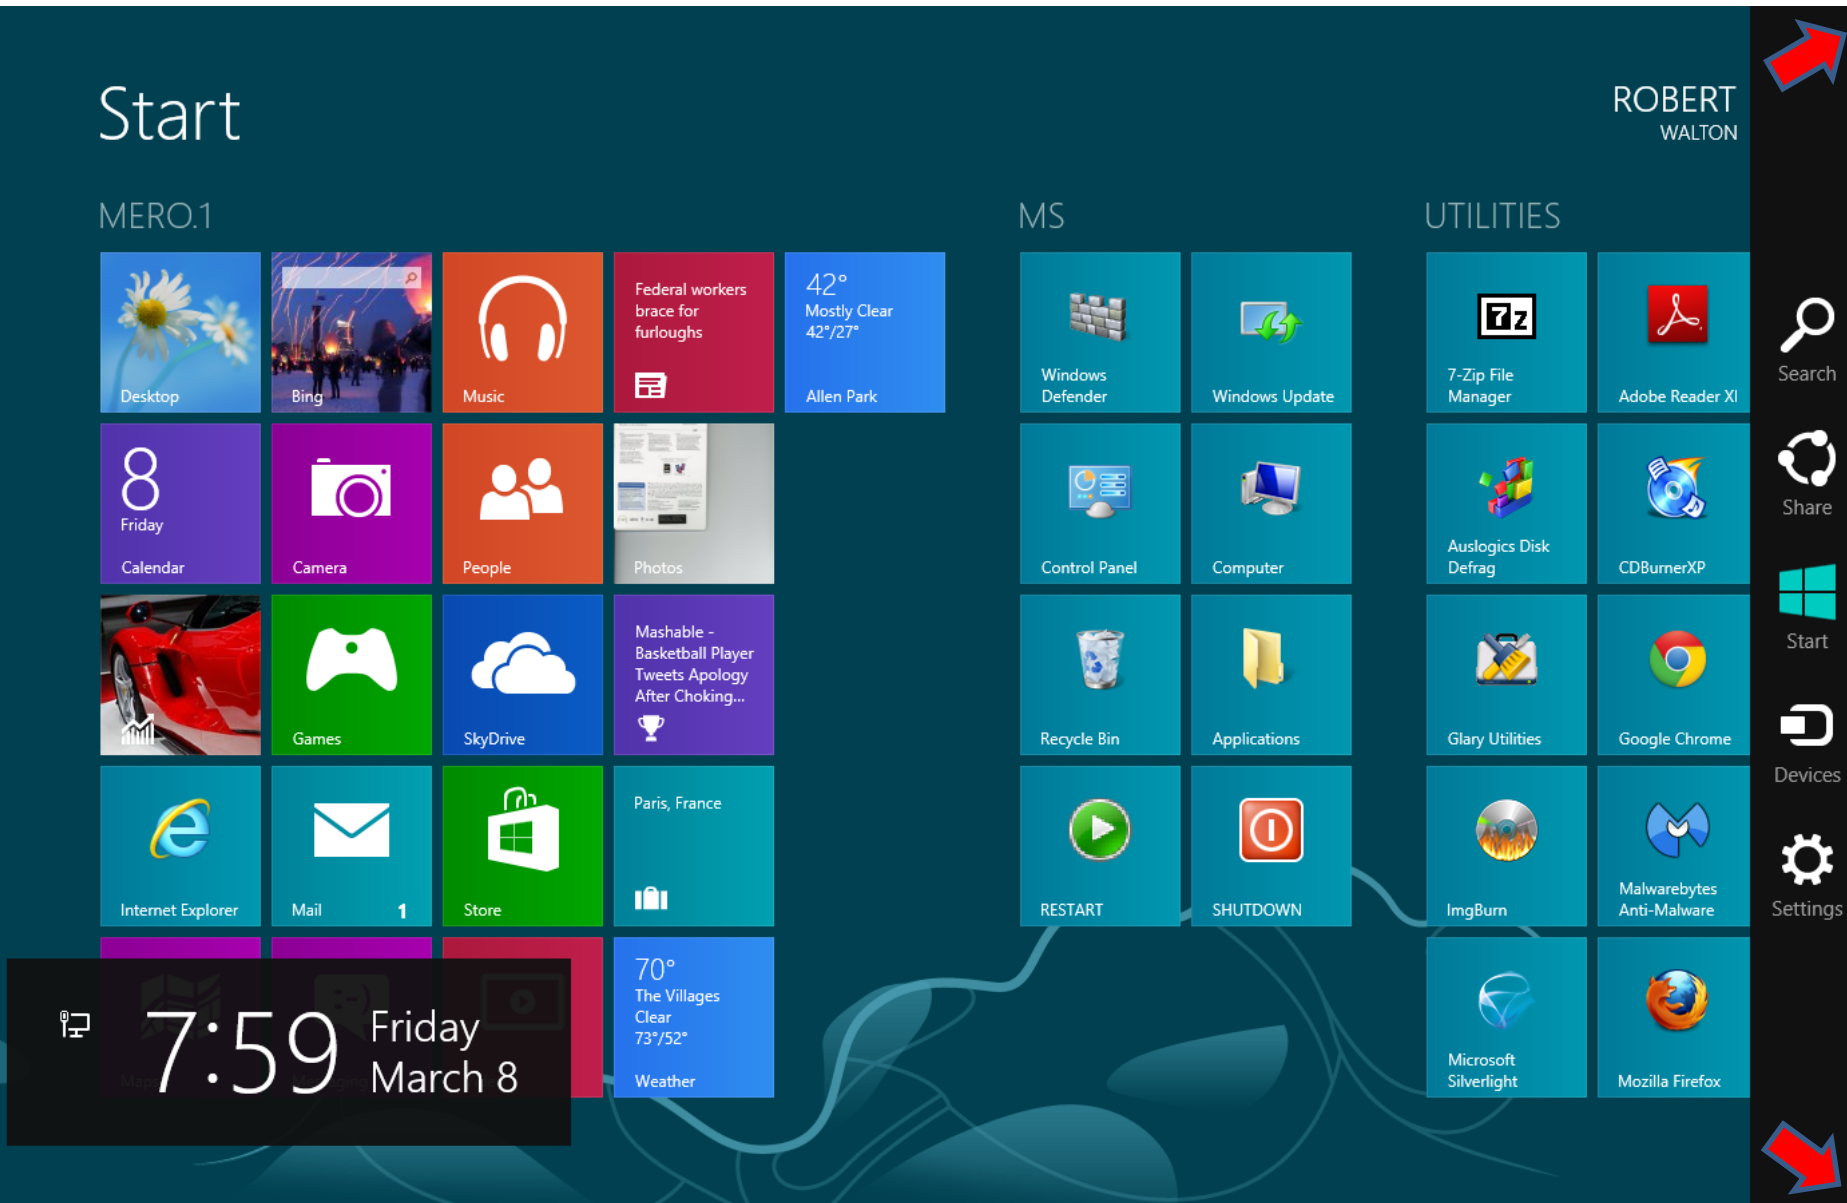 Start
ROBERT
WALTON
MERO.1
MS
UTILITIES
Desktop
Bing
Music
Federal workers
brace for
furloughs
42°
Mostly Clear
42°/27°
Allen Park
Windows
Defender
Windows Update
7z
7-Zip File
Manager
Adobe Reader XI
Search
8
Friday
Calendar
Camera
People
Photos
Control Panel
Computer
Auslogics Disk
Defrag
CDBurnerXP
Share
Games
SkyDrive
Mashable -
Basketball Player
Tweets Apology
After Choking...
Recycle Bin
Applications
Glary Utilities
Google Chrome
Start
Internet Explorer
Mail 1
Store
Paris, France
RESTART
SHUTDOWN
ImgBurn
Malwarebytes
Anti-Malware
Devices
Settings
Maps
7:59
Friday
March 8
70°
The Villages
Clear
73°/52°
Weather
Microsoft
Silverlight
Mozilla Firefox